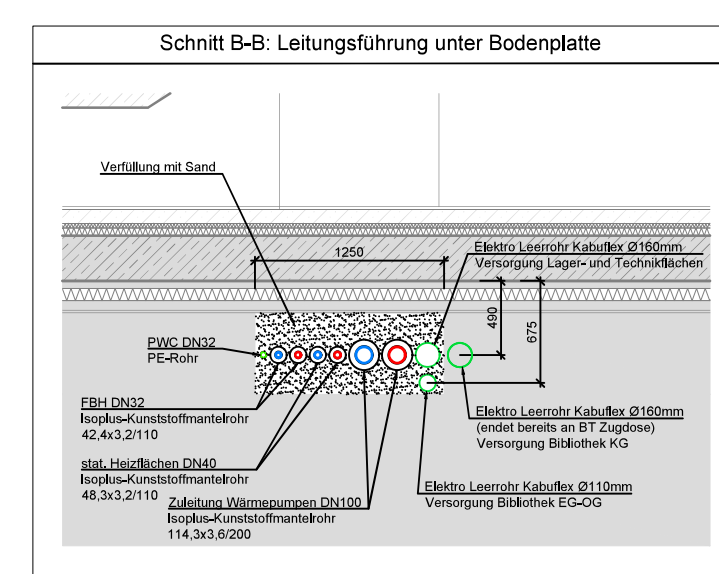 Schnitt B-B: Leitungsführung unter Bodenplatte
Verfüllung mit Sand
1250
Elektro Leerrohr Kabuflex Ø160mm
Versorgung Lager- und Technikflächen
490
675
PWC DN32
PE-Rohr
FBH DN32
Isoplus-Kunststoffmantelrohr
42,4x3,2/110
Elektro Leerrohr Kabuflex Ø160mm
(endet bereits an BT Zugdose)
Versorgung Bibliothek KG
stat. Heizflächen DN40
Isoplus-Kunststoffmantelrohr
48,3x3,2/110
Elektro Leerrohr Kabuflex Ø110mm
Versorgung Bibliothek EG-OG
Zuleitung Wärmepumpen DN100
Isoplus-Kunststoffmantelrohr
114,3x3,6/200